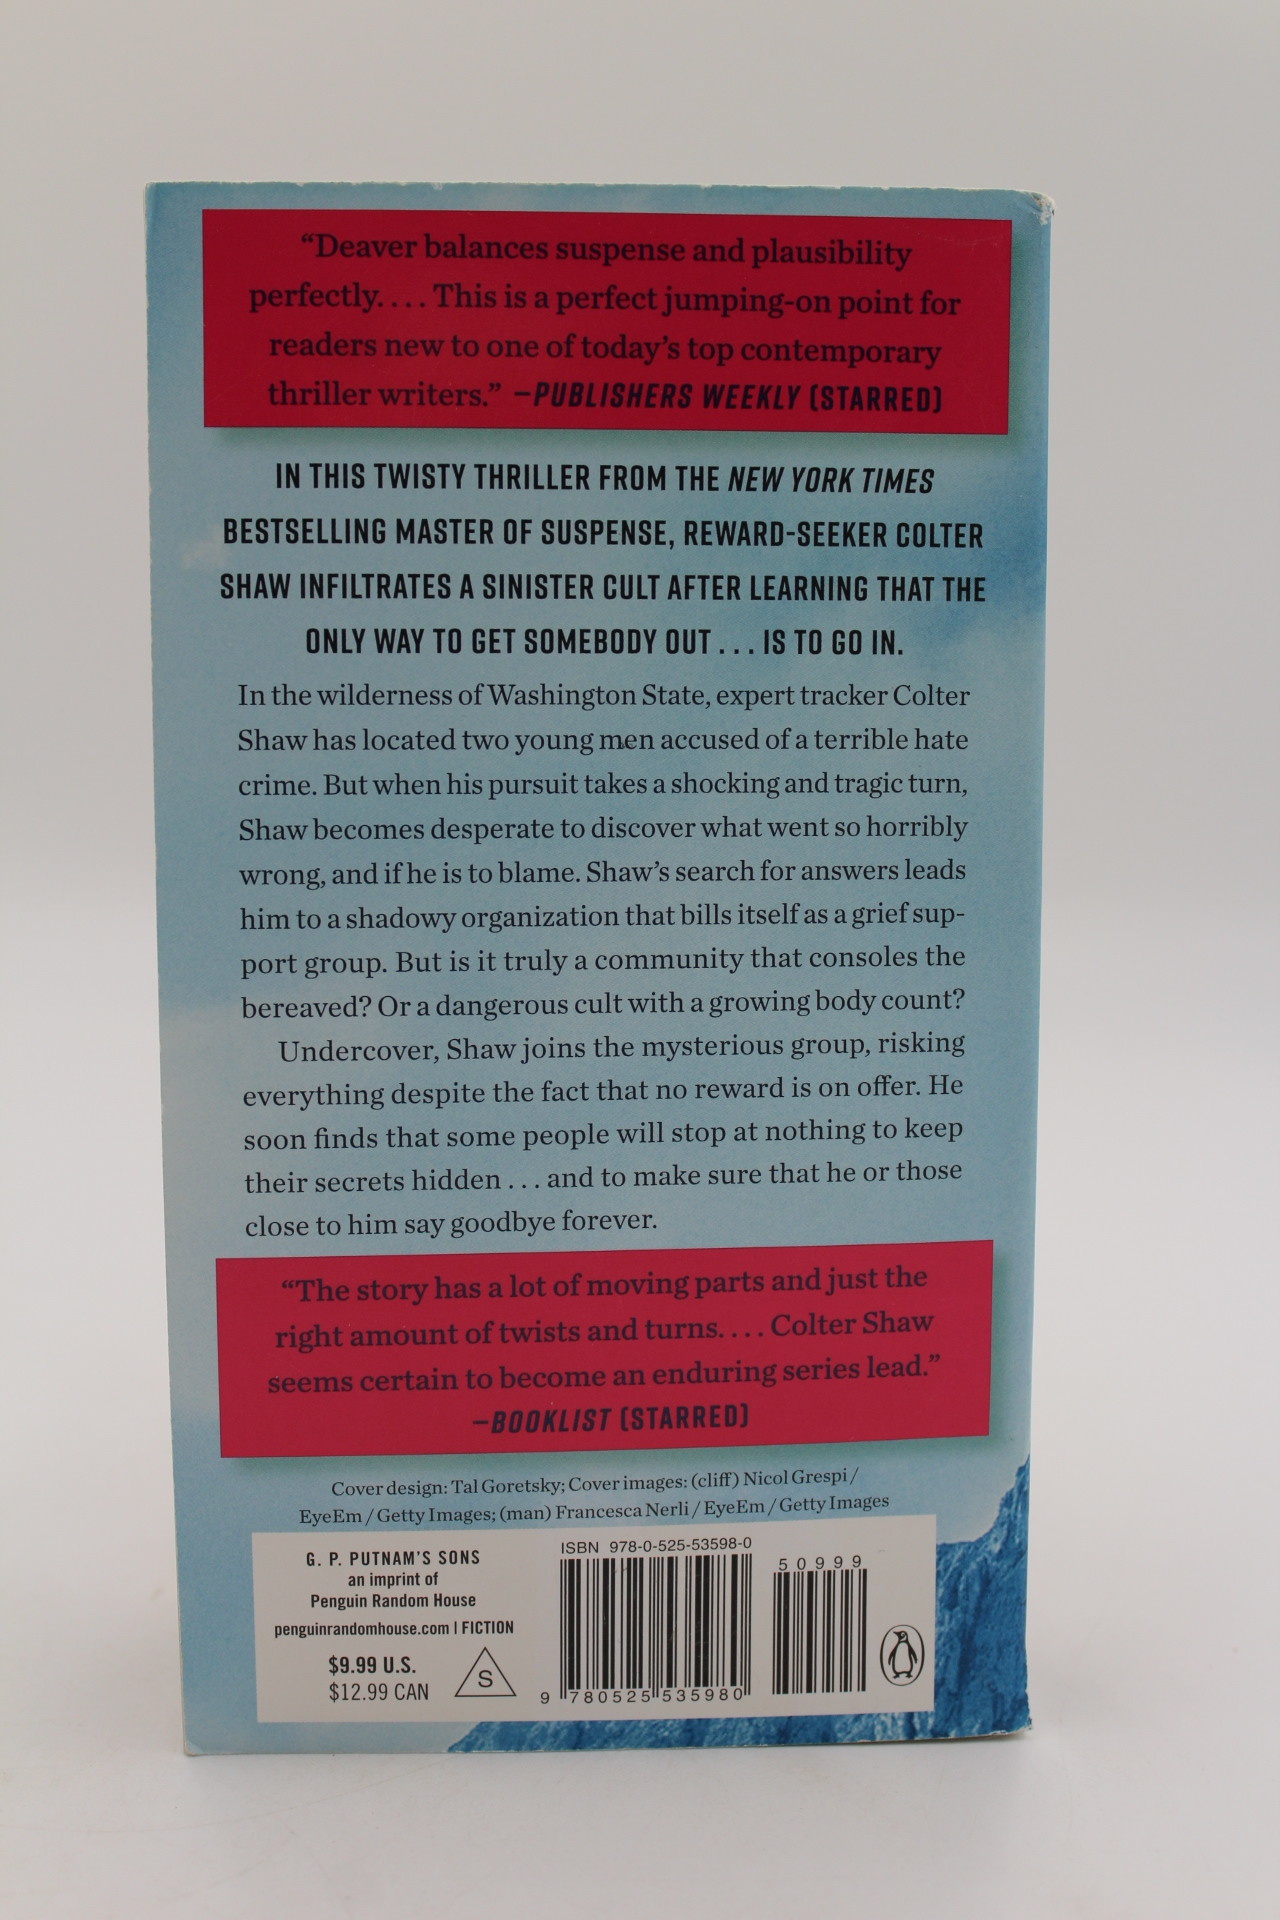 “Deaver balances suspense and plausibility
perfectly. . . . This is a perfect jumping-on point for
readers new to one of today’s top contemporary
thriller writers.” —PUBLISHERS WEEKLY (STARRED)
IN THIS TWISTY THRILLER FROM THE NEW YORK TIMES
BESTSELLING MASTER OF SUSPENSE, REWARD-SEEKER COLTER
SHAW INFILTRATES A SINISTER CULT AFTER LEARNING THAT THE
ONLY WAY TO GET SOMEBODY OUT . . . IS TO GO IN.
In the wilderness of Washington State, expert tracker Colter
Shaw has located two young men accused of a terrible hate
crime. But when his pursuit takes a shocking and tragic turn,
Shaw becomes desperate to discover what went so horribly
wrong, and if he is to blame. Shaw’s search for answers leads
him to a shadowy organization that bills itself as a grief sup-
port group. But is it truly a community that consoles the
bereaved? Or a dangerous cult with a growing body count?
Undercover, Shaw joins the mysterious group, risking
everything despite the fact that no reward is on offer. He
soon finds that some people will stop at nothing to keep
their secrets hidden . . . and to make sure that he or those
close to him say goodbye forever.
“The story has a lot of moving parts and just the
right amount of twists and turns. . . . Colter Shaw
seems certain to become an enduring series lead.”
—BOOKLIST (STARRED)
Cover design: Tal Goretsky; Cover images: (cliff) Nicol Grespi /
EyeEm / Getty Images; (man) Francesca Nerli / EyeEm / Getty Images
G. P. PUTNAM’S SONS
an imprint of
Penguin Random House
penguinrandomhouse.com | FICTION
$9.99 U.S.
$12.99 CAN
S
ISBN 978-0-525-53598-0
50999
9 780525 535980